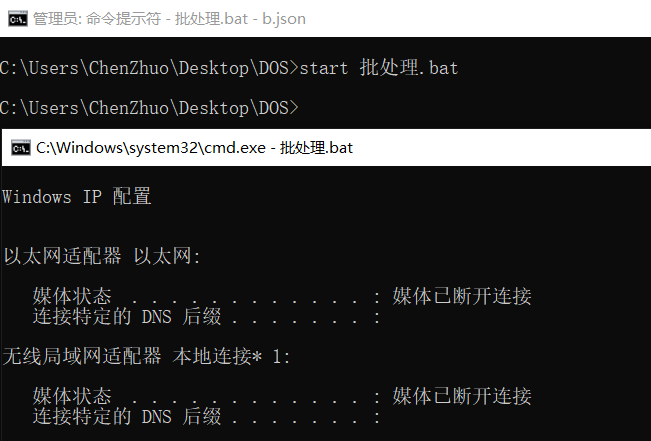 管理员: 命令提示符 - 批处理.bat - b.json
C:\Users\ChenZhuo\Desktop\DOS>start 批处理.bat
C:\Users\ChenZhuo\Desktop\DOS>
C:\Windows\system32\cmd.exe - 批处理.bat
Windows IP 配置
以太网适配器 以太网:
媒体状态 . . . . . . . . . . . . : 媒体已断开连接
连接特定的 DNS 后缀 . . . . . . . :
无线局域网适配器 本地连接* 1:
媒体状态 . . . . . . . . . . . . : 媒体已断开连接
连接特定的 DNS 后缀 . . . . . . . :